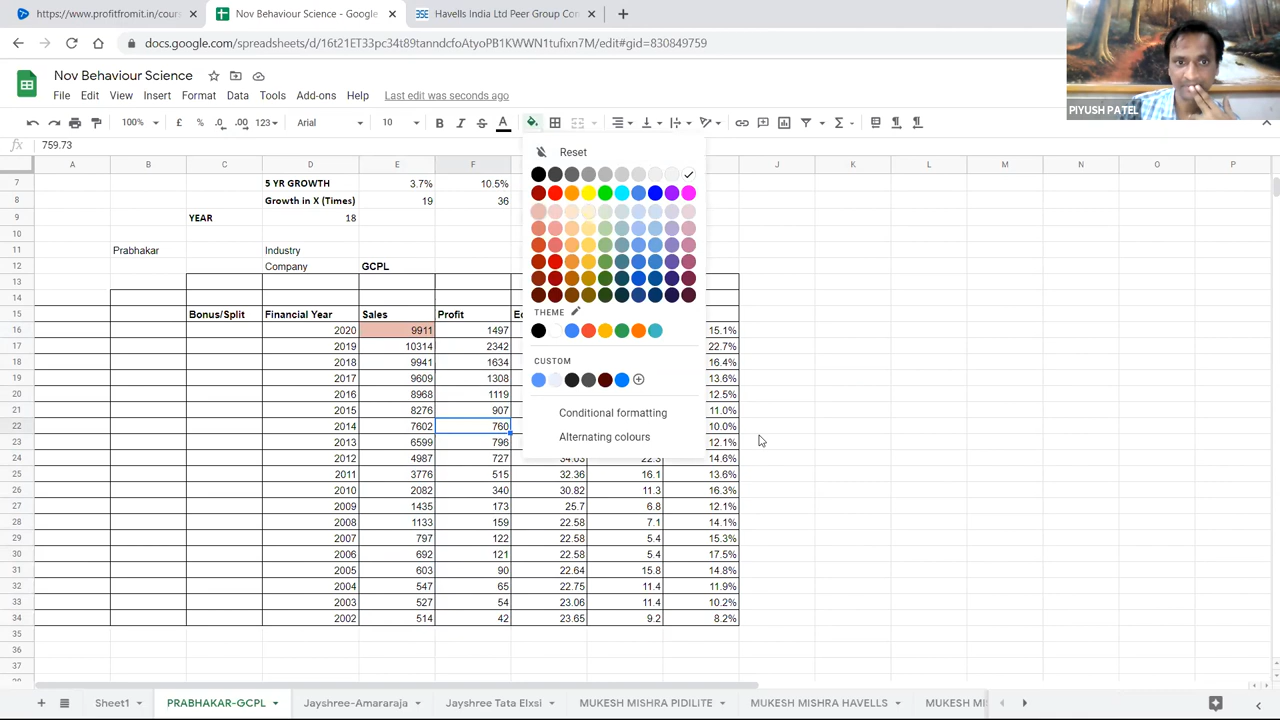 https://www.profitfromit.in/cour
Nov Behaviour Science - Google
Havells India Ltd Peer Group Con
docs.google.com/spreadsheets/d/16t21ET33pc34t89tanndcfoAtyoPB1KWWN1tufixn7M/edit#gid=830849759
Nov Behaviour Science
File Edit View Insert Format Data Tools Add-ons Help Last edit was seconds ago
PIYUSH PATEL
100% £ % .0 .00 123 Arial 10 B I S A
fx 759.73
A B C D E F J K L M N O P
Reset
7 5 YR GROWTH 3.7% 10.5%
8 Growth in X (Times) 19 36
9 YEAR 18
10
11 Prabhakar Industry
12 Company GCPL
13
14
15 Bonus/Split Financial Year Sales Profit
THEME
16 2020 9911 1497 15.1%
17 2019 10314 2342 22.7%
18 2018 9941 1634 16.4%
CUSTOM
19 2017 9609 1308 13.6%
20 2016 8968 1119 12.5%
21 2015 8276 907 11.0%
Conditional formatting
22 2014 7602 760 10.0%
Alternating colours
23 2013 6599 796 12.1%
24 2012 4987 727 34.03 22.3 14.6%
25 2011 3776 515 32.36 16.1 13.6%
26 2010 2082 340 30.82 11.3 16.3%
27 2009 1435 173 25.7 6.8 12.1%
28 2008 1133 159 22.58 7.1 14.1%
29 2007 797 122 22.58 5.4 15.3%
30 2006 692 121 22.58 5.4 17.5%
31 2005 603 90 22.64 15.8 14.8%
32 2004 547 65 22.75 11.4 11.9%
33 2003 527 54 23.06 11.4 10.2%
34 2002 514 42 23.65 9.2 8.2%
35
36
37
Sheet1 PRABHAKAR-GCPL Jayshree-Amararaja Jayshree Tata Elxsi MUKESH MISHRA PIDILITE MUKESH MISHRA HAVELLS MUKESH MI